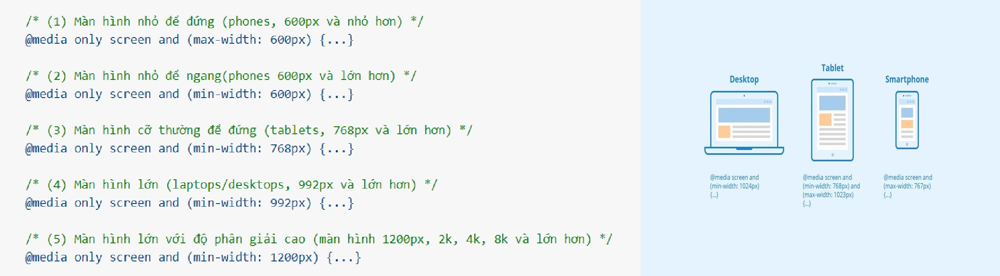 /* (1) Màn hình nhỏ để đứng (phones, 600px và nhỏ hơn) */
@media only screen and (max-width: 600px) {...}
/* (2) Màn hình nhỏ để ngang(phones 600px và lớn hơn) */
@media only screen and (min-width: 600px) {...}
/* (3) Màn hình cỡ thường để đứng (tablets, 768px và lớn hơn) */
@media only screen and (min-width: 768px) {...}
/* (4) Màn hình lớn (laptops/desktops, 992px và lớn hơn) */
@media only screen and (min-width: 992px) {...}
/* (5) Màn hình lớn với độ phân giải cao (màn hình 1200px, 2k, 4k, 8k và lớn hơn) */
@media only screen and (min-width: 1200px) {...}
Desktop
@media screen and
(min-width: 1024px)
{...}
Tablet
@media screen and
(min-width: 768px) and
(max-width: 1023px)
{...}
Smartphone
@media screen and
(max-width: 767px)
{...}